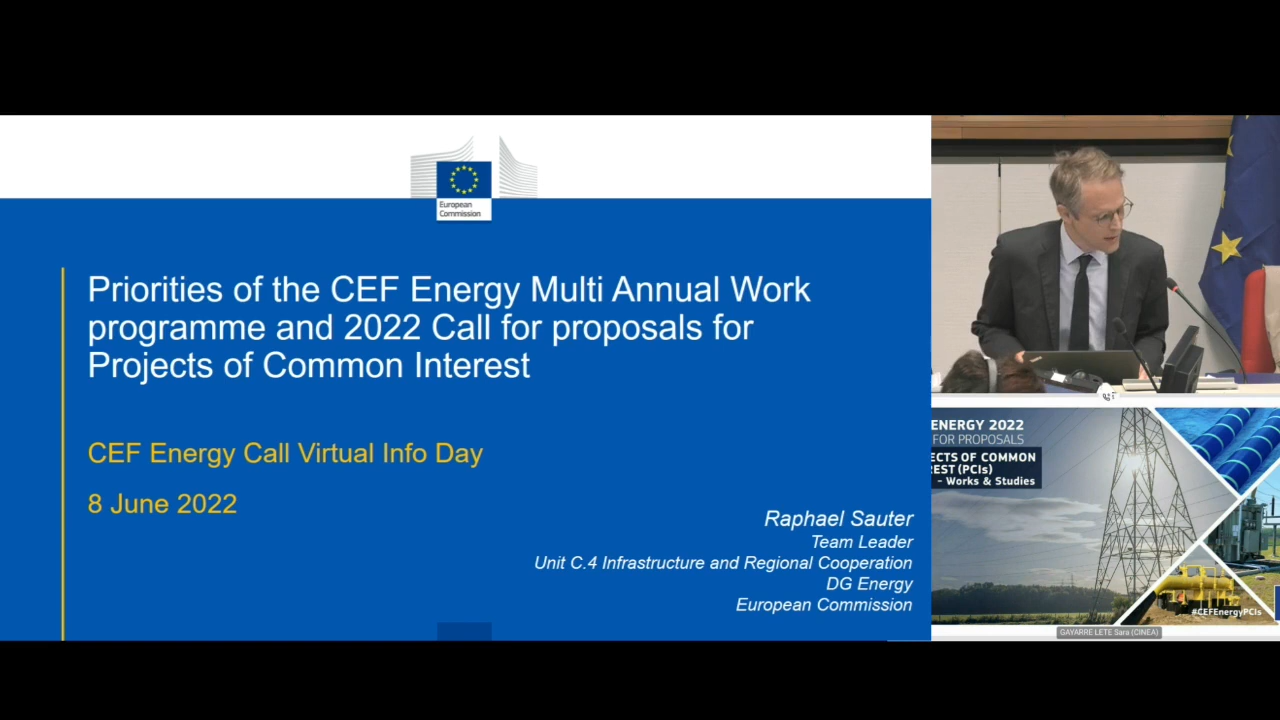 European
Commission
Priorities of the CEF Energy Multi Annual Work
programme and 2022 Call for proposals for
Projects of Common Interest
CEF Energy Call Virtual Info Day
8 June 2022
Raphael Sauter
Team Leader
Unit C.4 Infrastructure and Regional Cooperation
DG Energy
European Commission
ENERGY 2022
FOR PROPOSALS
ECTS OF COMMON
REST (PCIs)
- Works & Studies
#CEFEnergyPCIs
GAYARRE LETE Sara (CINEA)